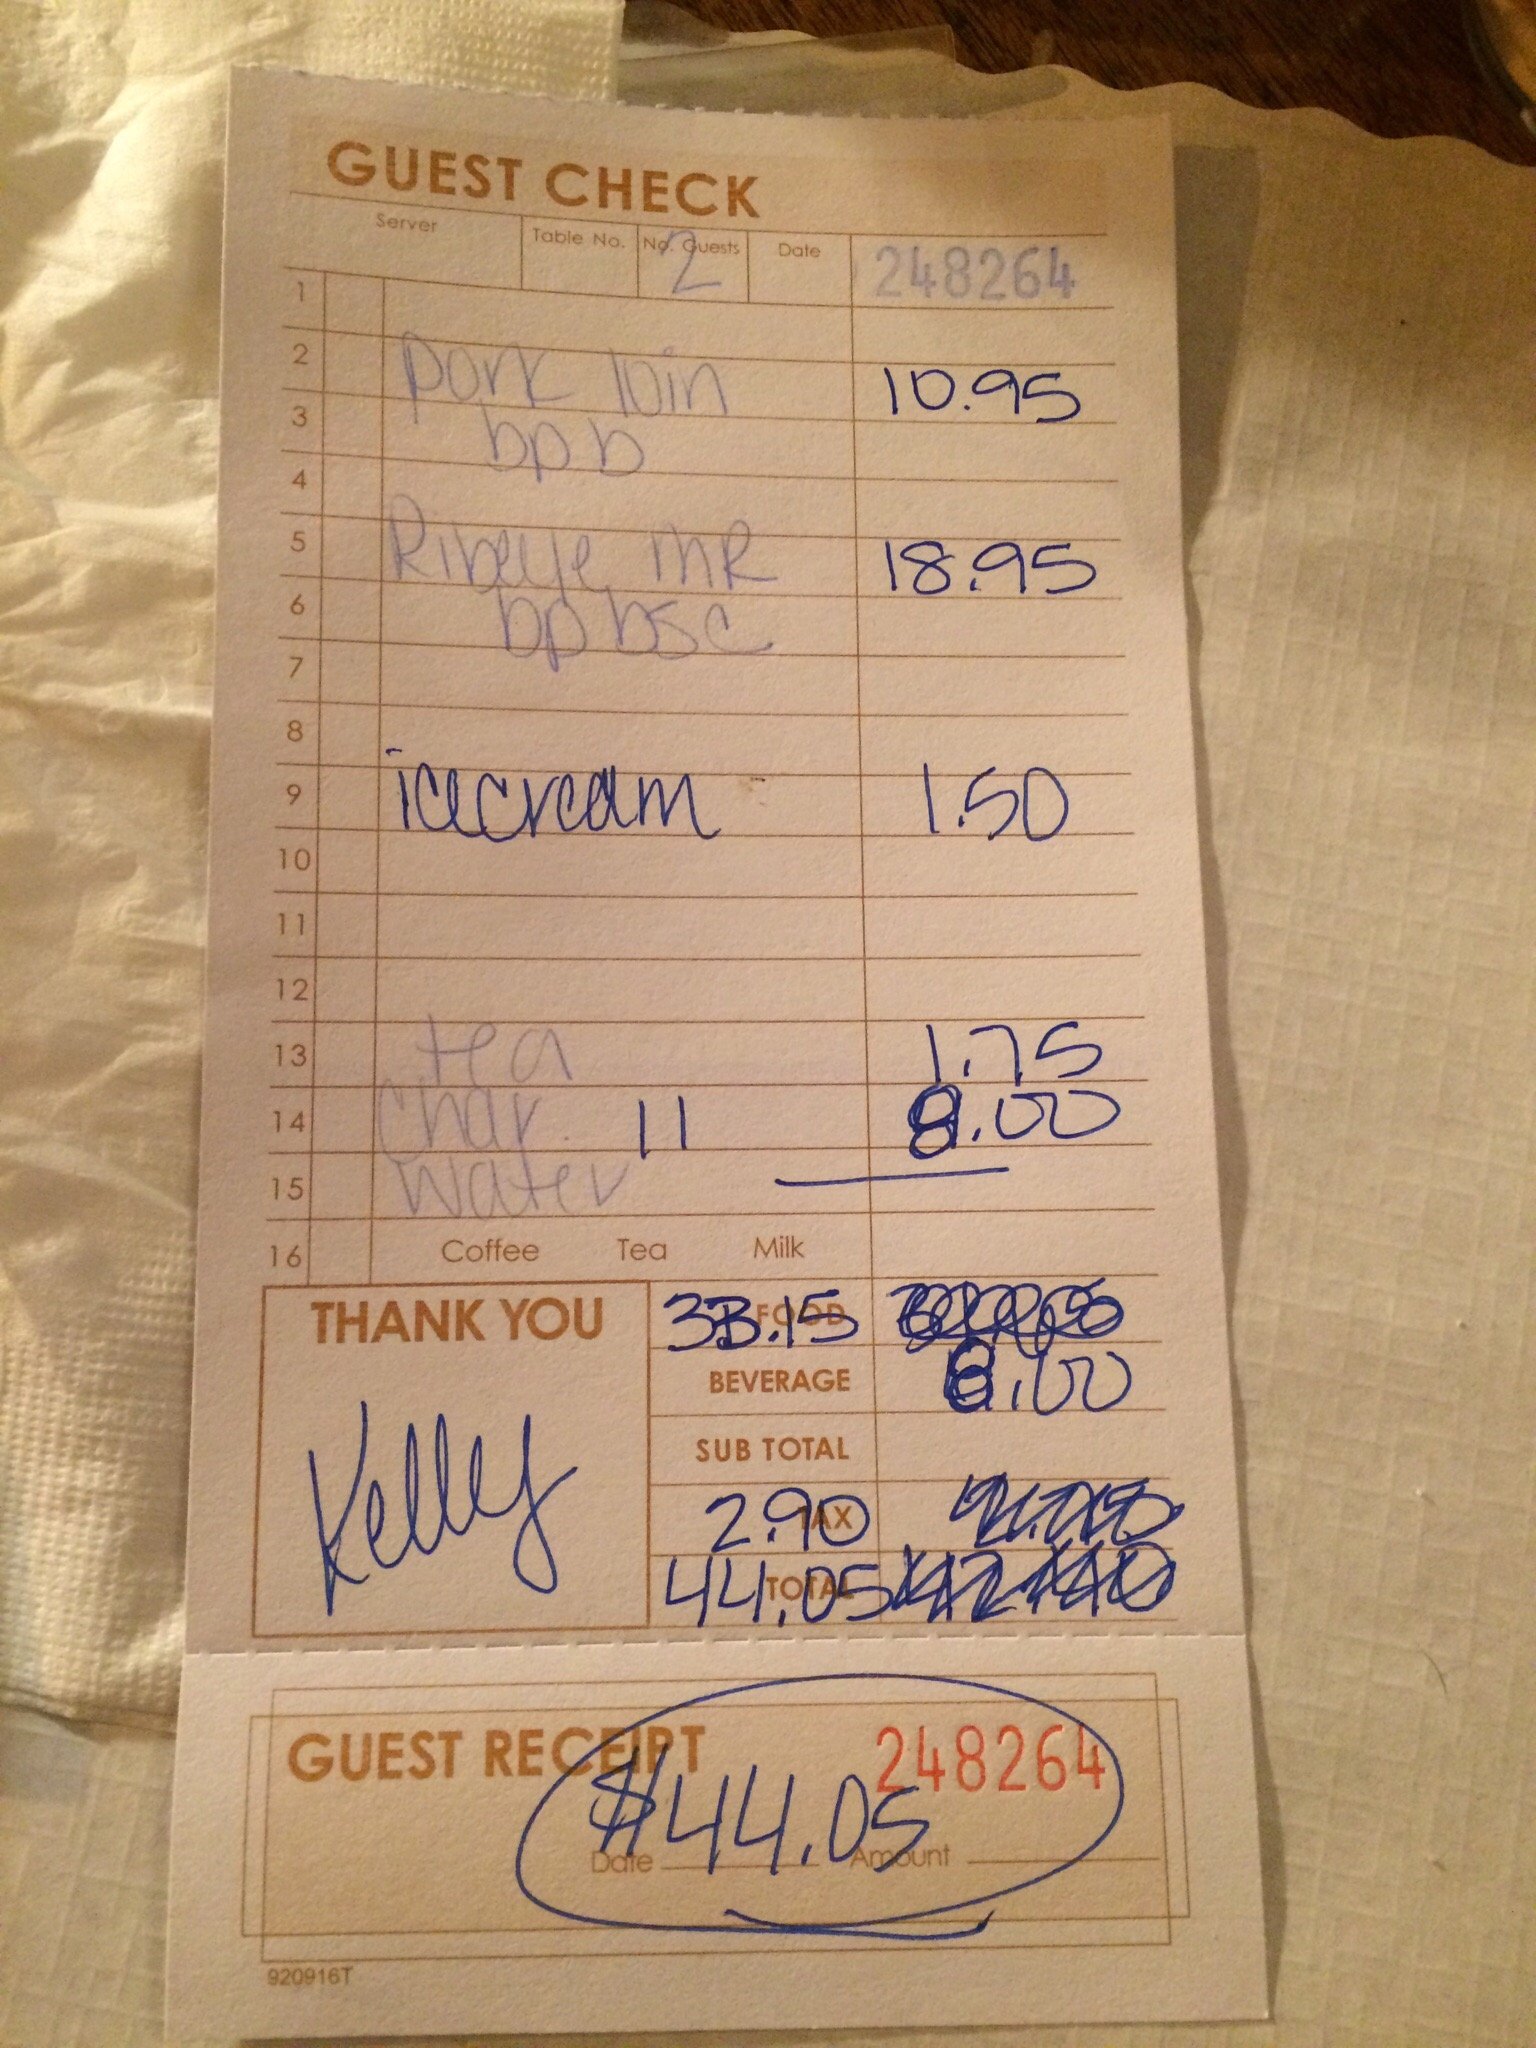 GUEST CHECK
Server Table No. No. Guests Date
2 248264
1
2 Pork loin 10.95
3 bp b
4
5 Ribeye mR 18.95
6 bp bsc
7
8
9 icecream 1.50
10
11
12
13 tea 1.75
14 char 11 8.00
15 water
16 Coffee Tea Milk
THANK YOU
Kelly
33.15 FOOD
BEVERAGE 8.00
SUB TOTAL
2.90 TAX
44.05 TOTAL
GUEST RECEIPT 248264
$44.05
Date Amount
920916T